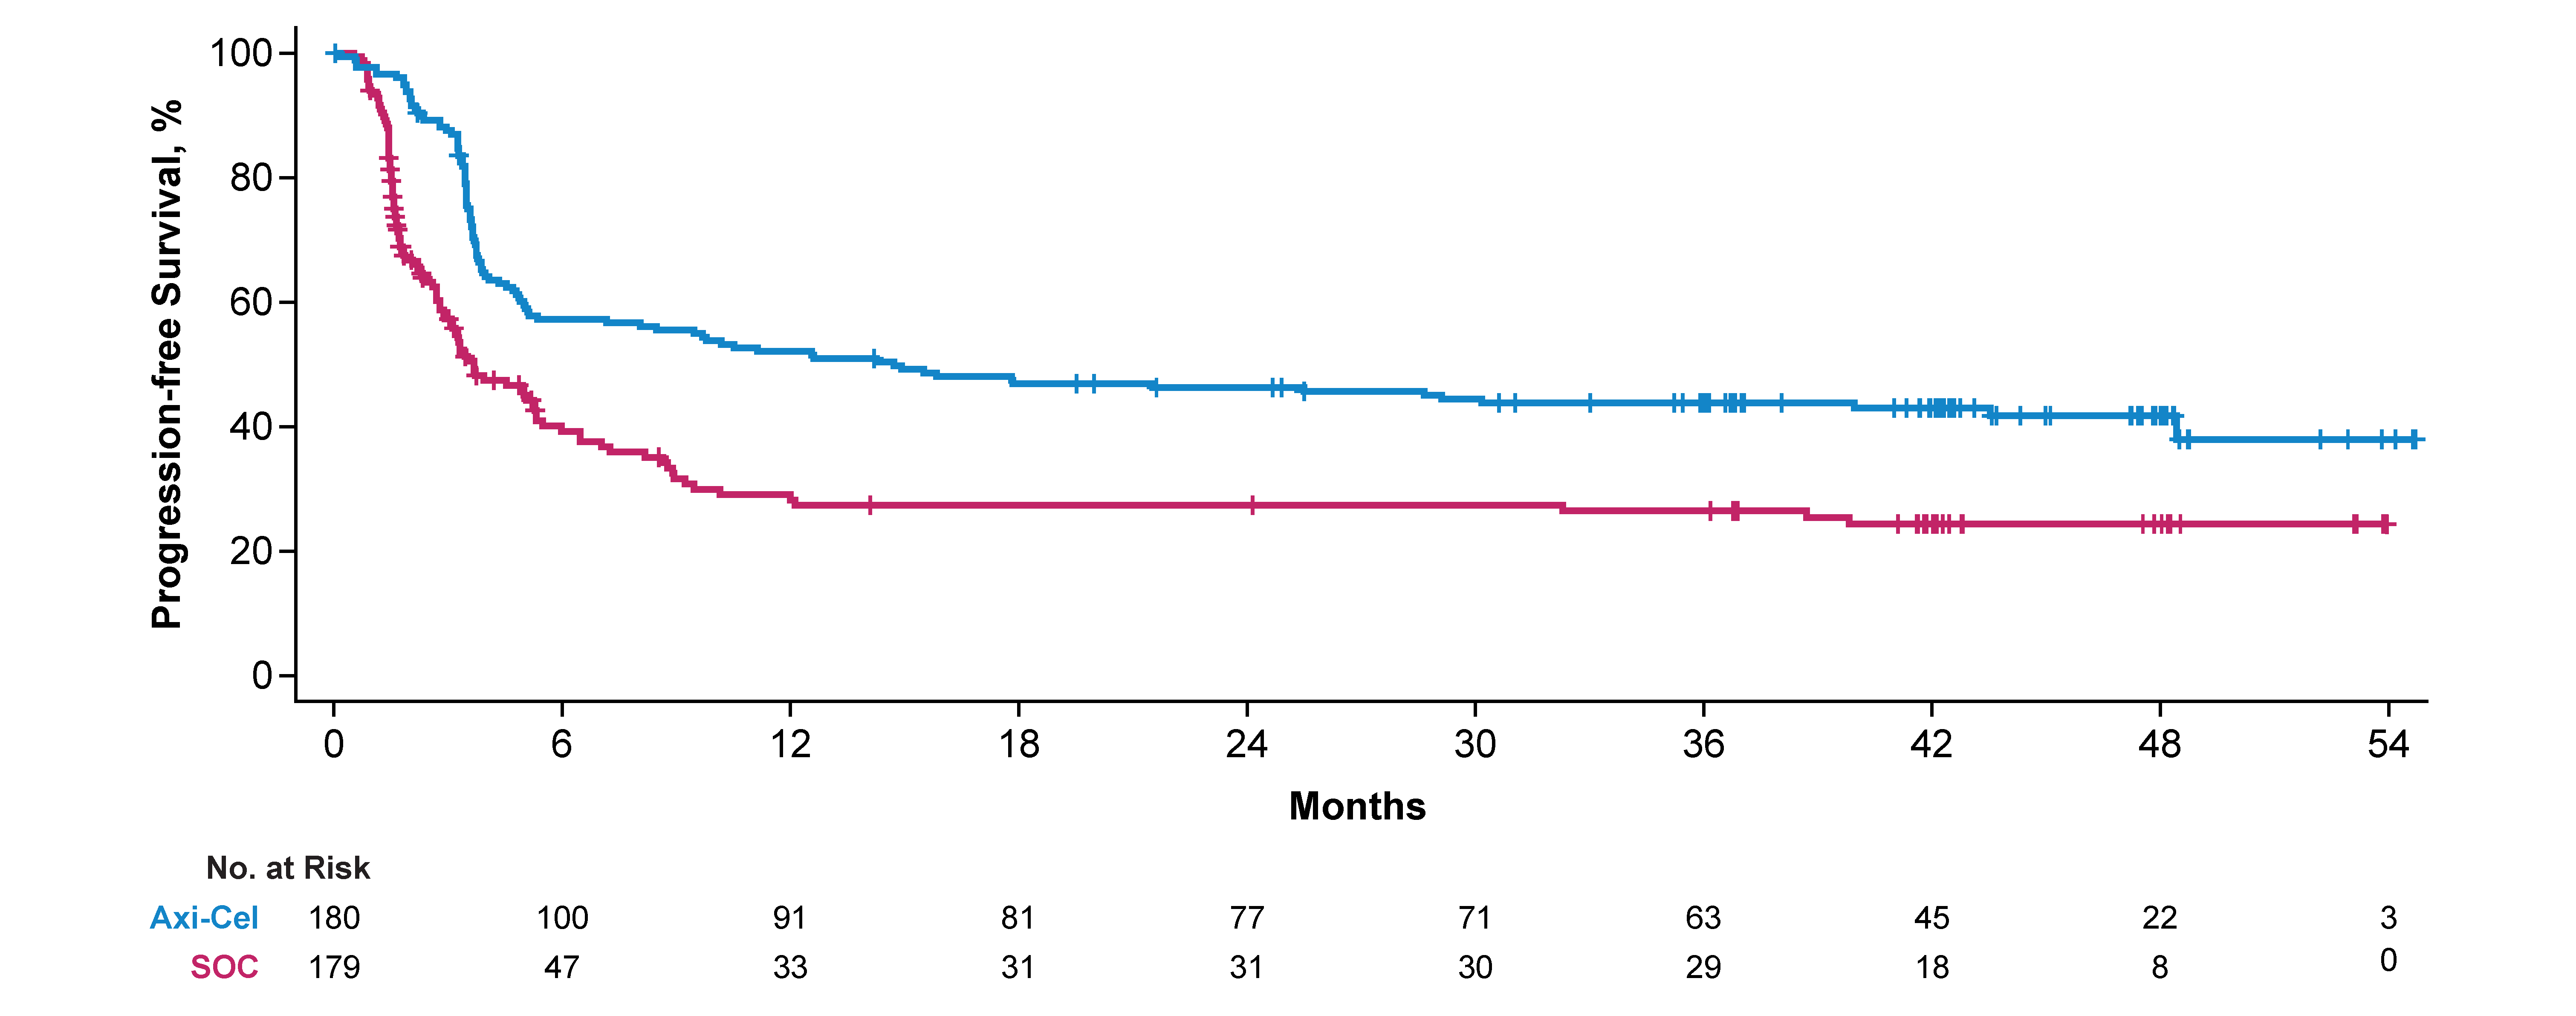 Progression-free Survival, %
100
80
60
40
20
0
0 6 12 18 24 30 36 42 48 54
Months
No. at Risk
Axi-Cel 180 100 91 81 77 71 63 45 22 3
SOC 179 47 33 31 31 30 29 18 8 0